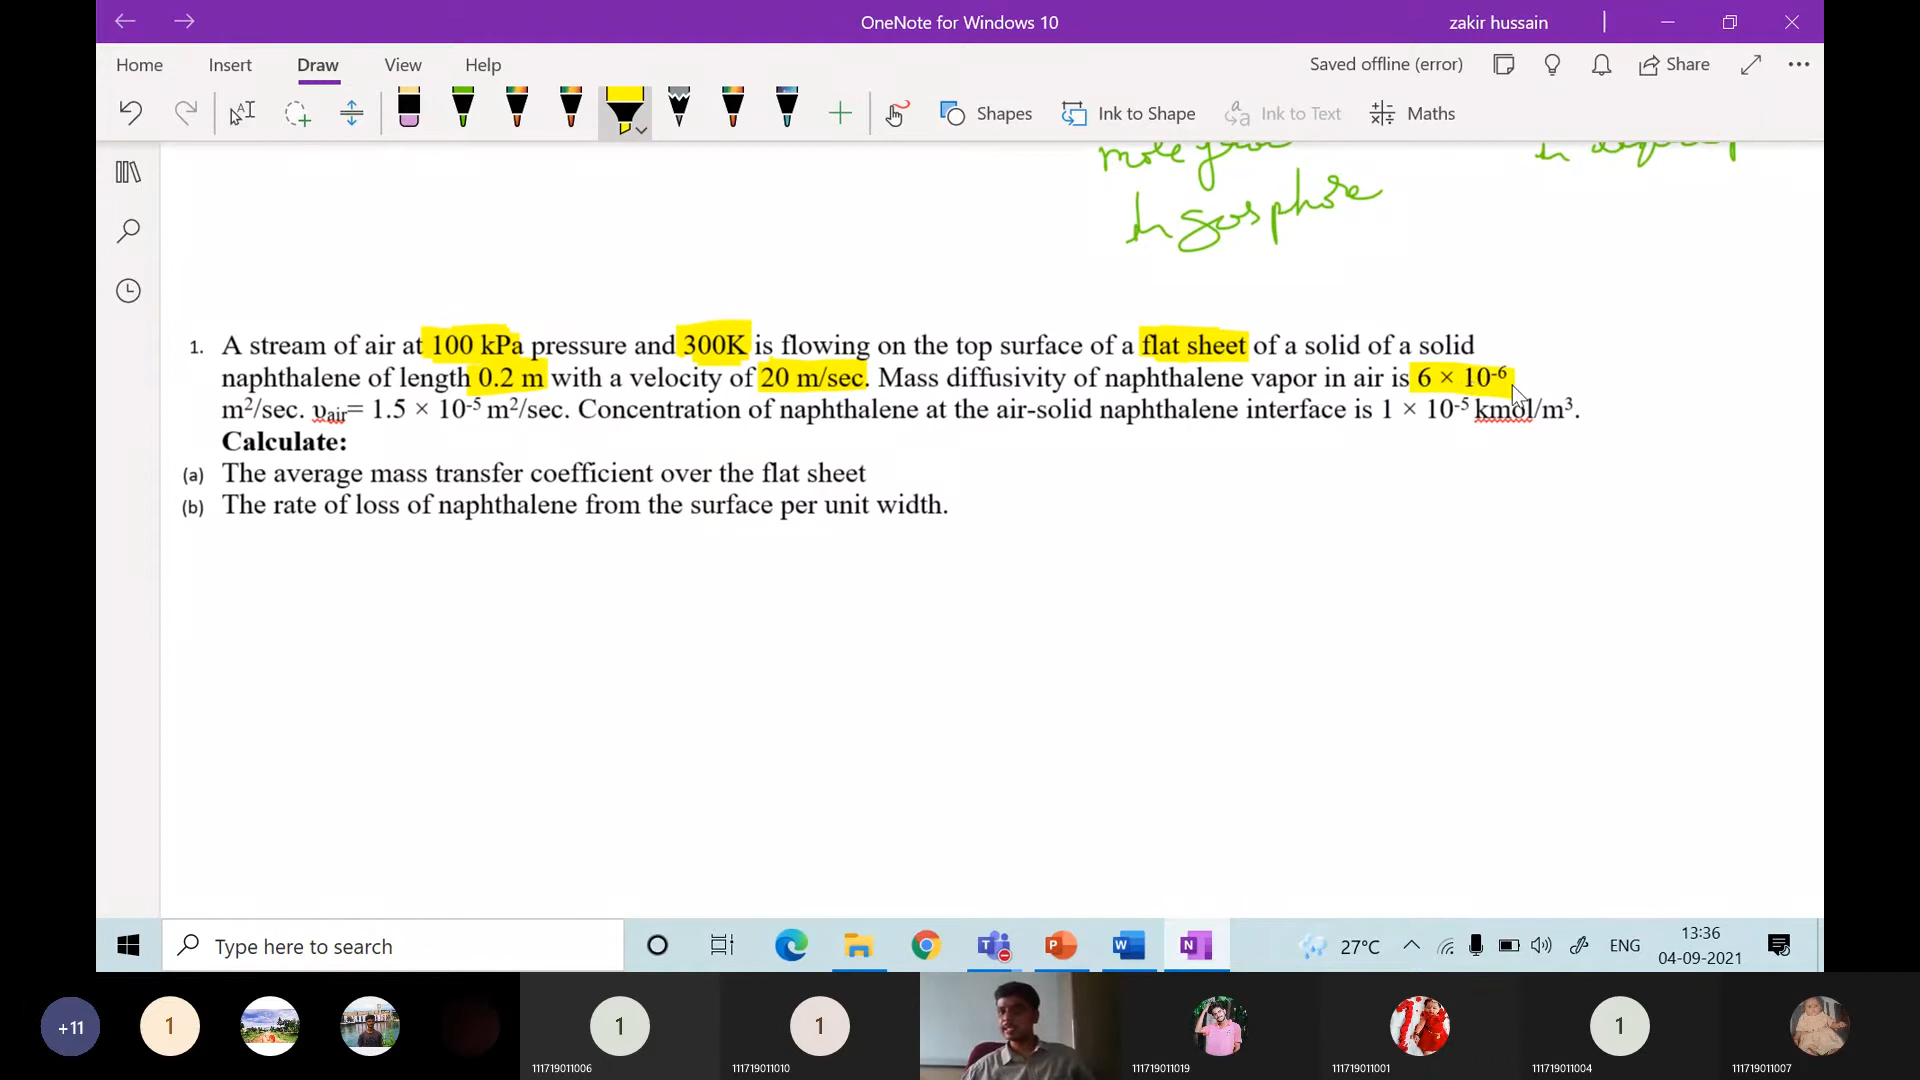 OneNote for Windows 10
zakir hussain
Home Insert Draw View Help
Saved offline (error) Share
Shapes Ink to Shape Ink to Text Maths
mole
In gas phase
1. A stream of air at 100 kPa pressure and 300K is flowing on the top surface of a flat sheet of a solid of a solid
naphthalene of length 0.2 m with a velocity of 20 m/sec. Mass diffusivity of naphthalene vapor in air is 6 × 10⁻⁶
m²/sec. υair= 1.5 × 10⁻⁵ m²/sec. Concentration of naphthalene at the air-solid naphthalene interface is 1 × 10⁻⁵ kmol/m³.
Calculate:
(a) The average mass transfer coefficient over the flat sheet
(b) The rate of loss of naphthalene from the surface per unit width.
Type here to search
27°C
ENG
13:36
04-09-2021
+11
1
1
1
1
111719011006
111719011010
111719011019
111719011001
111719011004
111719011007